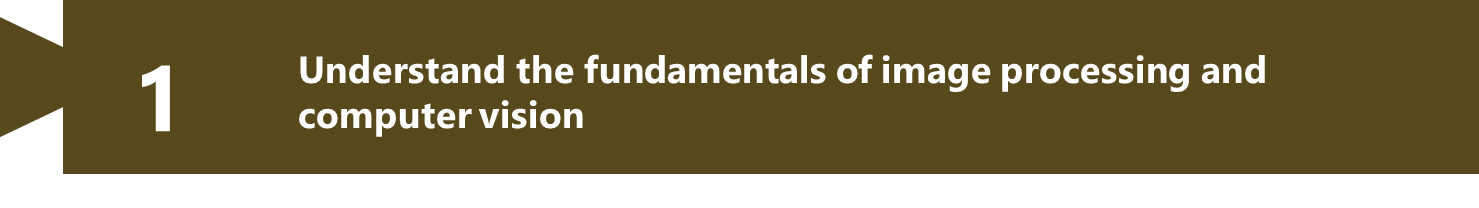 1
Understand the fundamentals of image processing and
computer vision